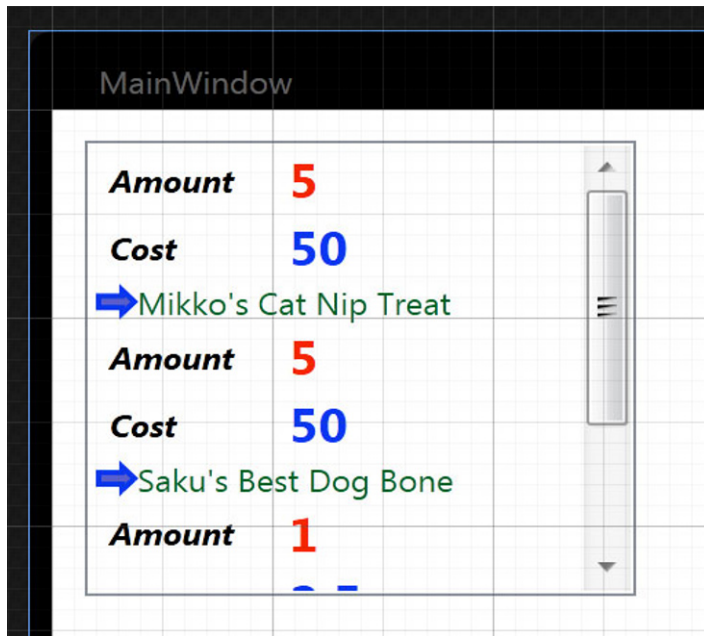 MainWindow
Amount 5
Cost 50
Mikko's Cat Nip Treat
Amount 5
Cost 50
Saku's Best Dog Bone
Amount 1